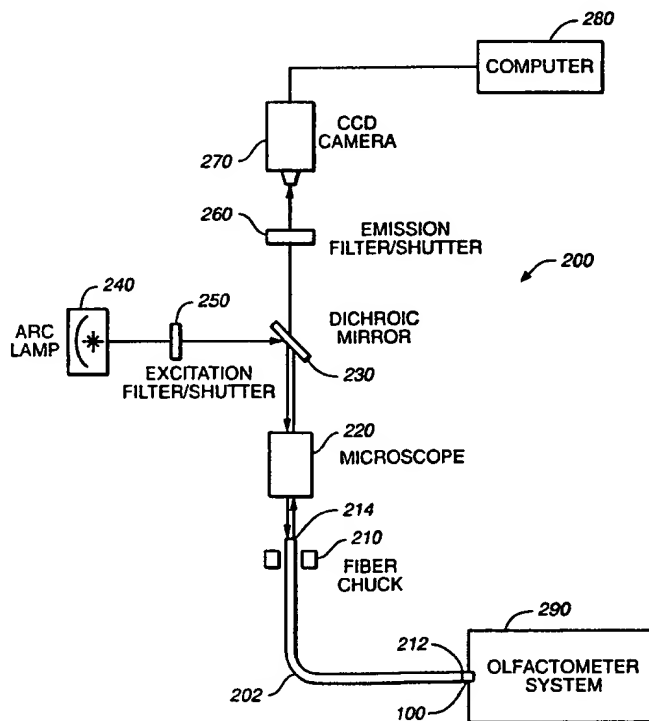 280
COMPUTER
CCD
CAMERA
270
260
EMISSION
FILTER/SHUTTER
200
240
250
ARC
LAMP
DICHROIC
MIRROR
EXCITATION
FILTER/SHUTTER
230
220
MICROSCOPE
214
210
FIBER
CHUCK
290
212
OLFACTOMETER
SYSTEM
202
100